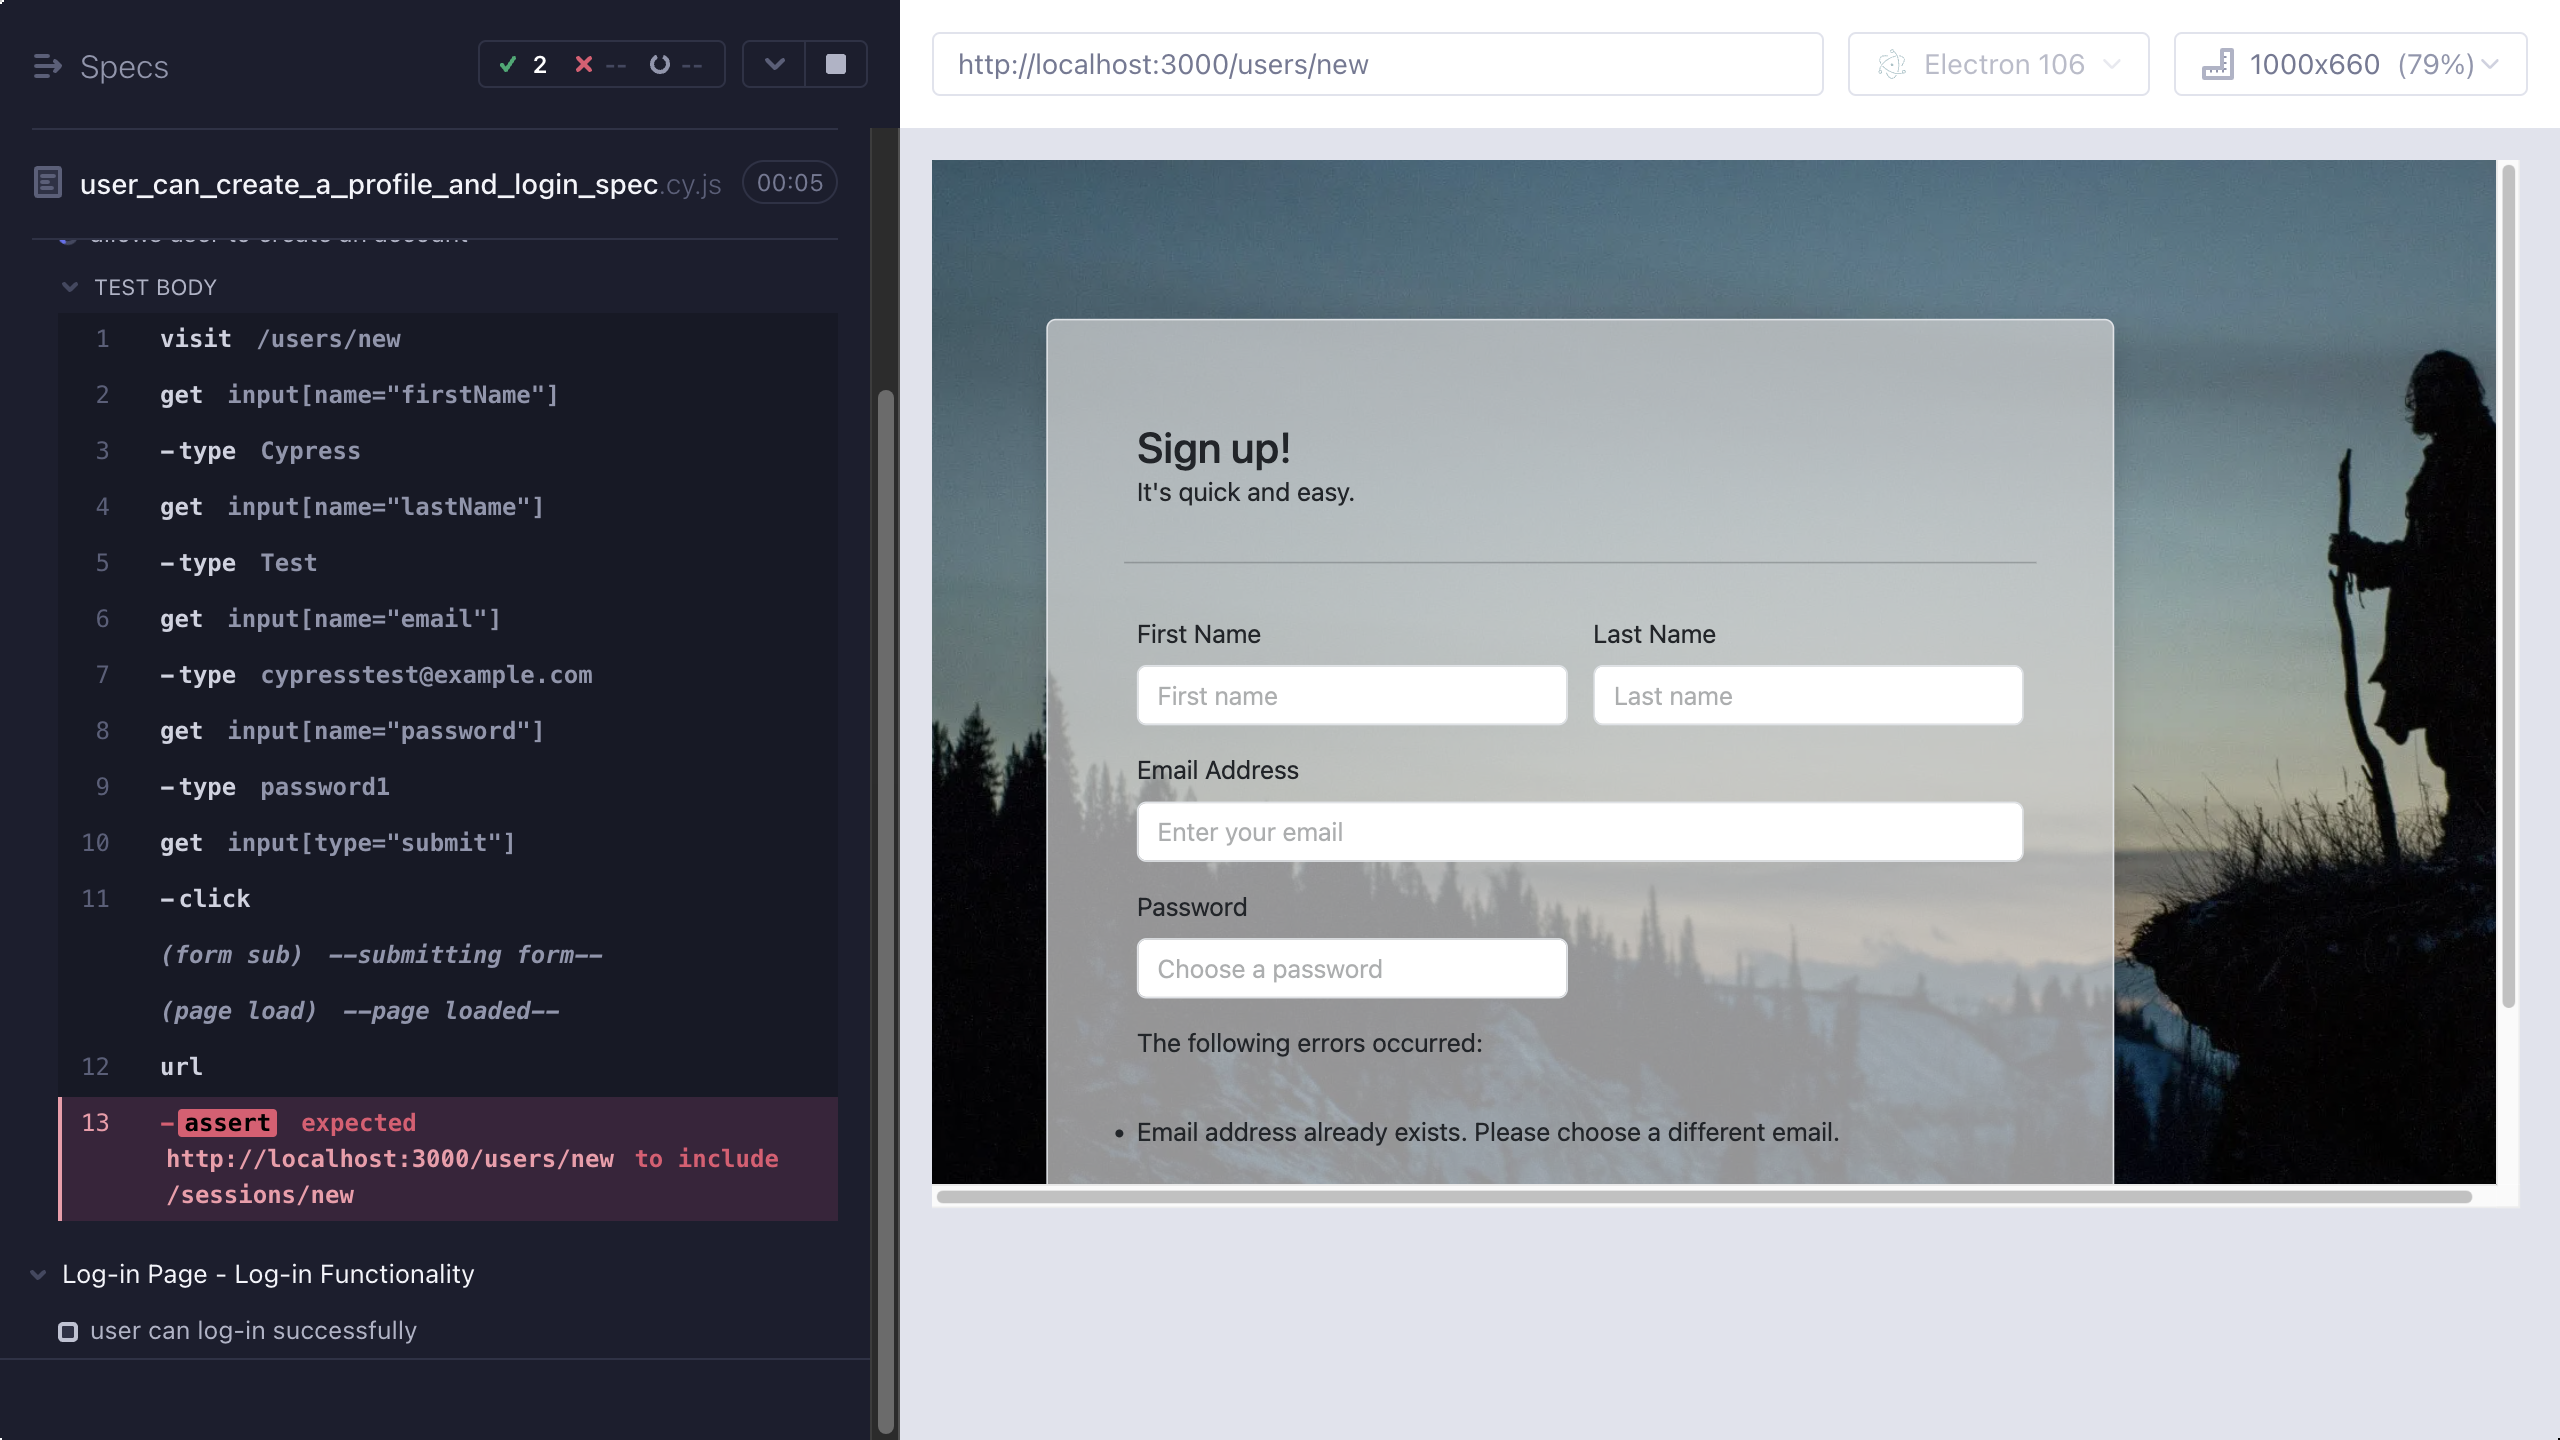 Specs
2
--
--
user_can_create_a_profile_and_login_spec.cy.js
00:05
allows user to create an account
TEST BODY
1 visit /users/new
2 get input[name="firstName"]
3 -type Cypress
4 get input[name="lastName"]
5 -type Test
6 get input[name="email"]
7 -type cypresstest@example.com
8 get input[name="password"]
9 -type password1
10 get input[type="submit"]
11 -click
(form sub) --submitting form--
(page load) --page loaded--
12 url
13 -assert expected
http://localhost:3000/users/new to include
/sessions/new
Log-in Page - Log-in Functionality
user can log-in successfully
http://localhost:3000/users/new
Electron 106
1000x660 (79%)
Sign up!
It's quick and easy.
First Name
Last Name
First name
Last name
Email Address
Enter your email
Password
Choose a password
The following errors occurred:
• Email address already exists. Please choose a different email.